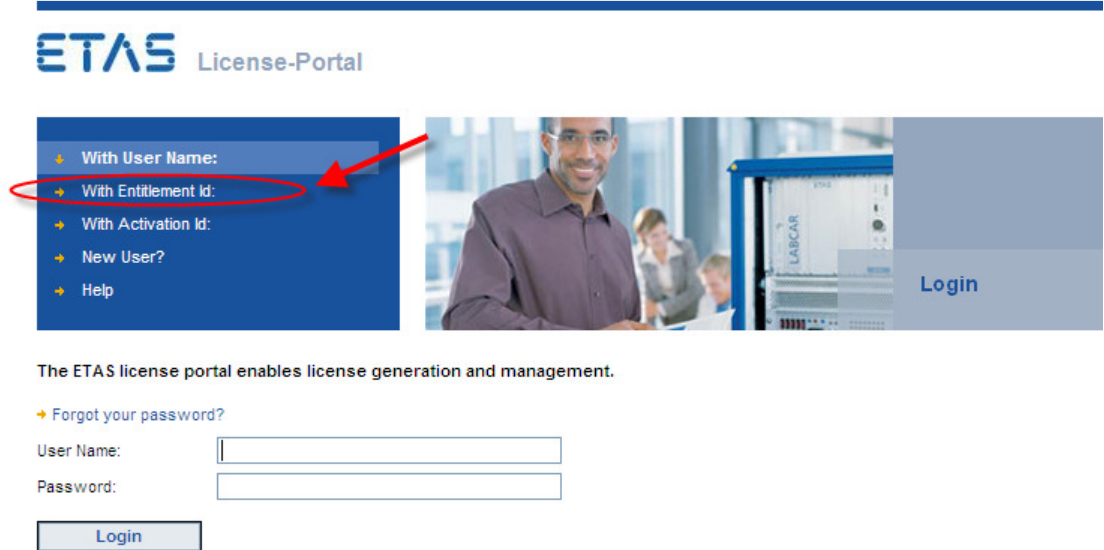 ETAS License-Portal
With User Name:
With Entitlement Id:
With Activation Id:
New User?
Help
ETAS
LABCAR
Login
The ETAS license portal enables license generation and management.
Forgot your password?
User Name:
Password:
Login